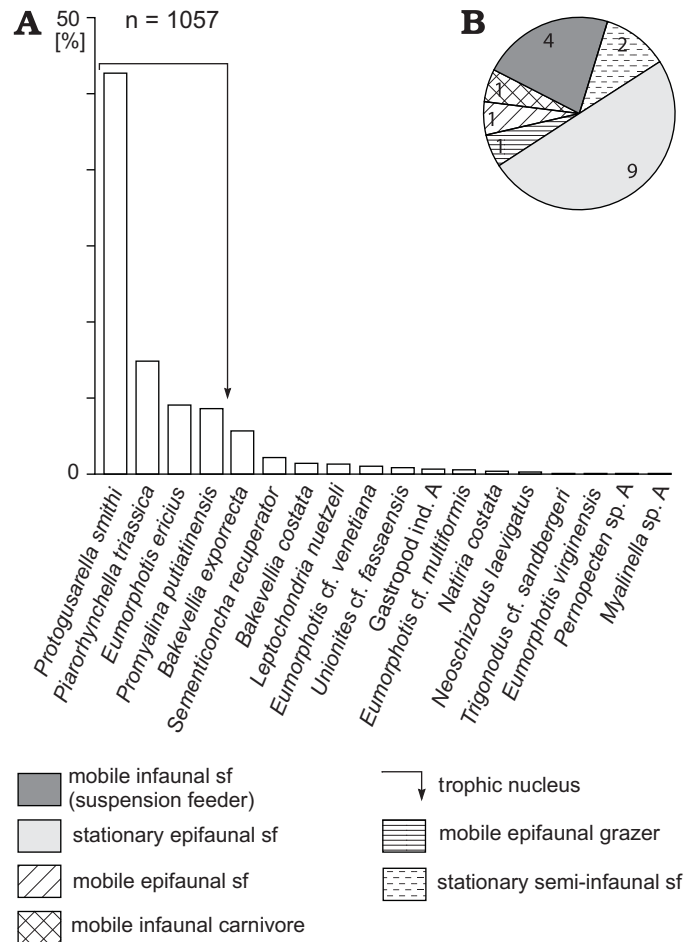 A
50
[%]
n = 1057
0
B
4
2
1
1
1
9
Protogusarella smithi
Piarorhynchella triassica
Eumorphotis ericius
Promyalina putiatinensis
Bakevellia exporrecta
Sementiconcha recuperator
Bakevellia costata
Leptochondria nuetzeli
Eumorphotis cf. venetiana
Unionites cf. fassaensis
Gastropod ind. A
Eumorphotis cf. multiformis
Natiria costata
Neoschizodus laevigatus
Trigonodus cf. sandbergeri
Eumorphotis virginensis
Pernopecten sp. A
Myalinella sp. A
mobile infaunal sf
(suspension feeder)
stationary epifaunal sf
mobile epifaunal sf
mobile infaunal carnivore
trophic nucleus
mobile epifaunal grazer
stationary semi-infaunal sf